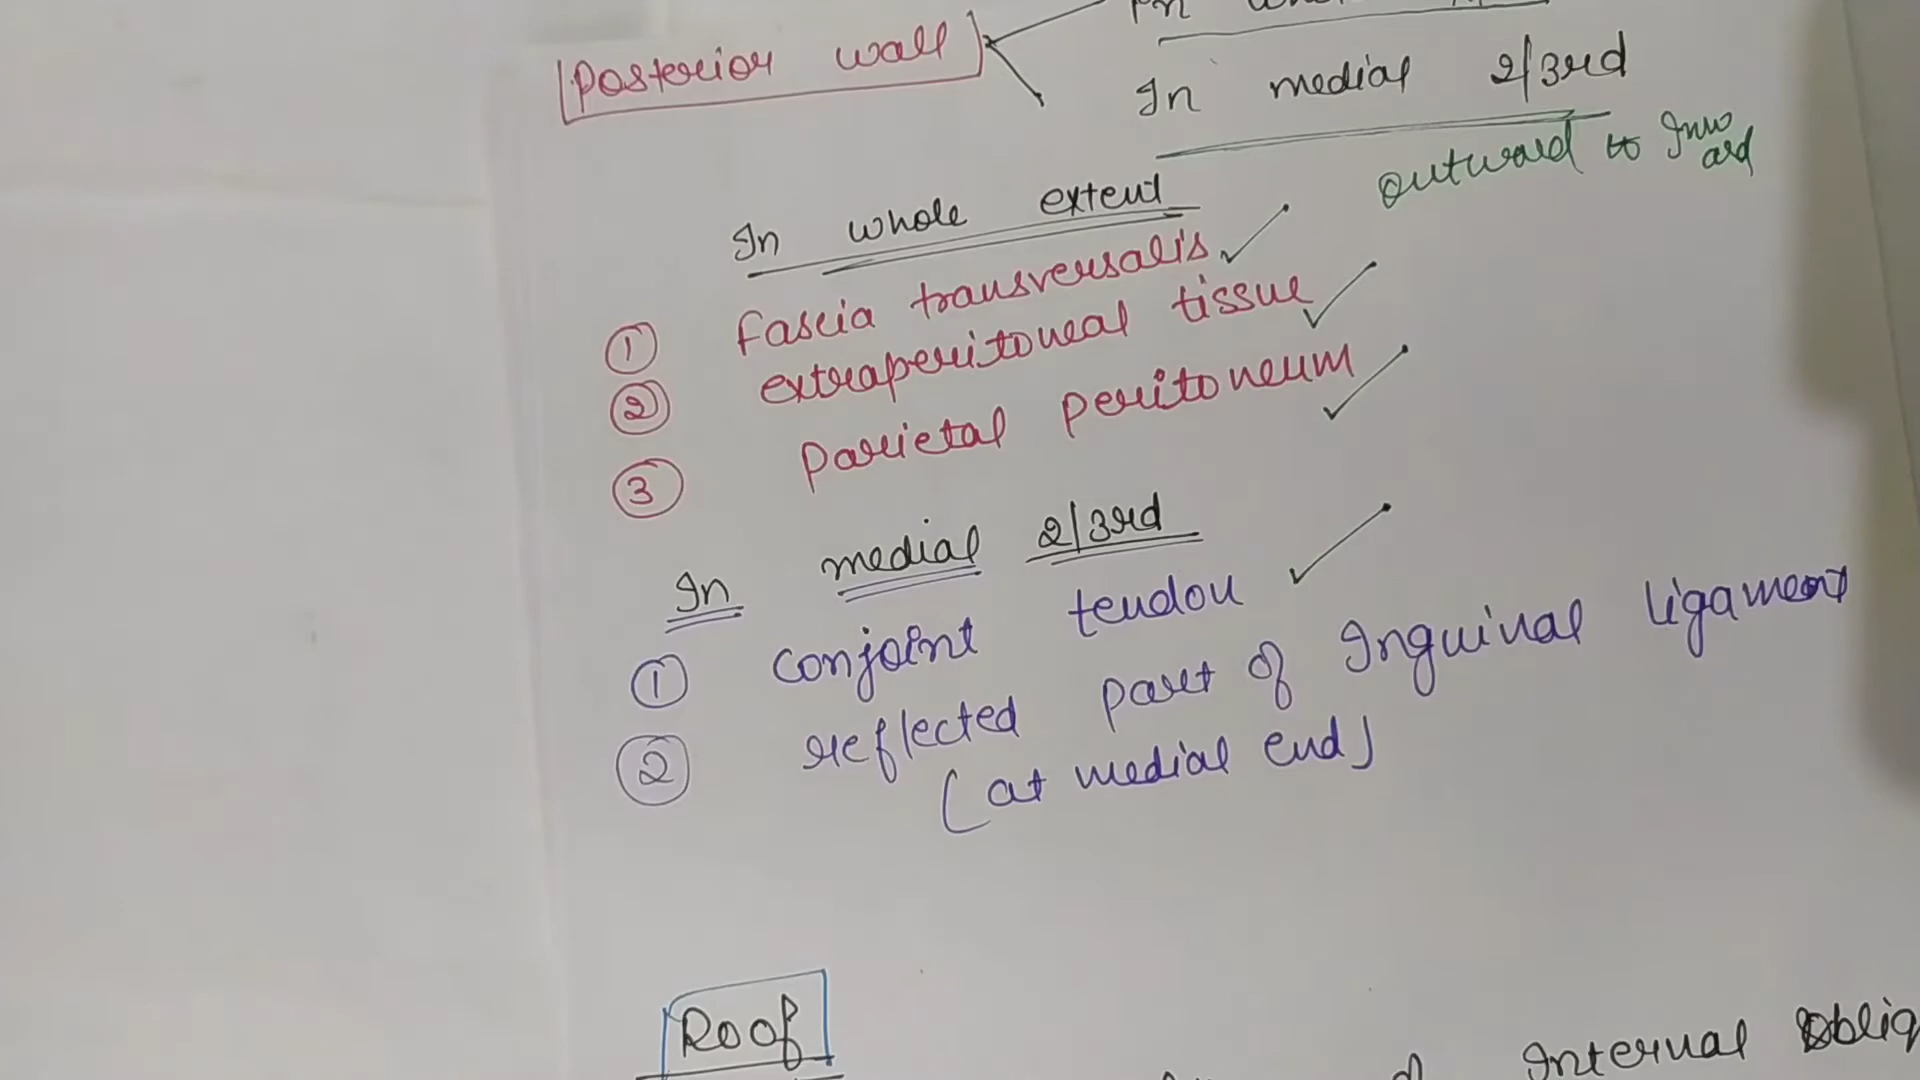 Posterior wall
In medial 2/3rd
outward to Inward
In whole extent
① fascia transversalis
② extraperitoneal tissue
③ Parietal peritoneum
In medial 2/3rd
① conjoint tendon
② reflected part of Inguinal ligament
(at medial end)
Roof
Internal